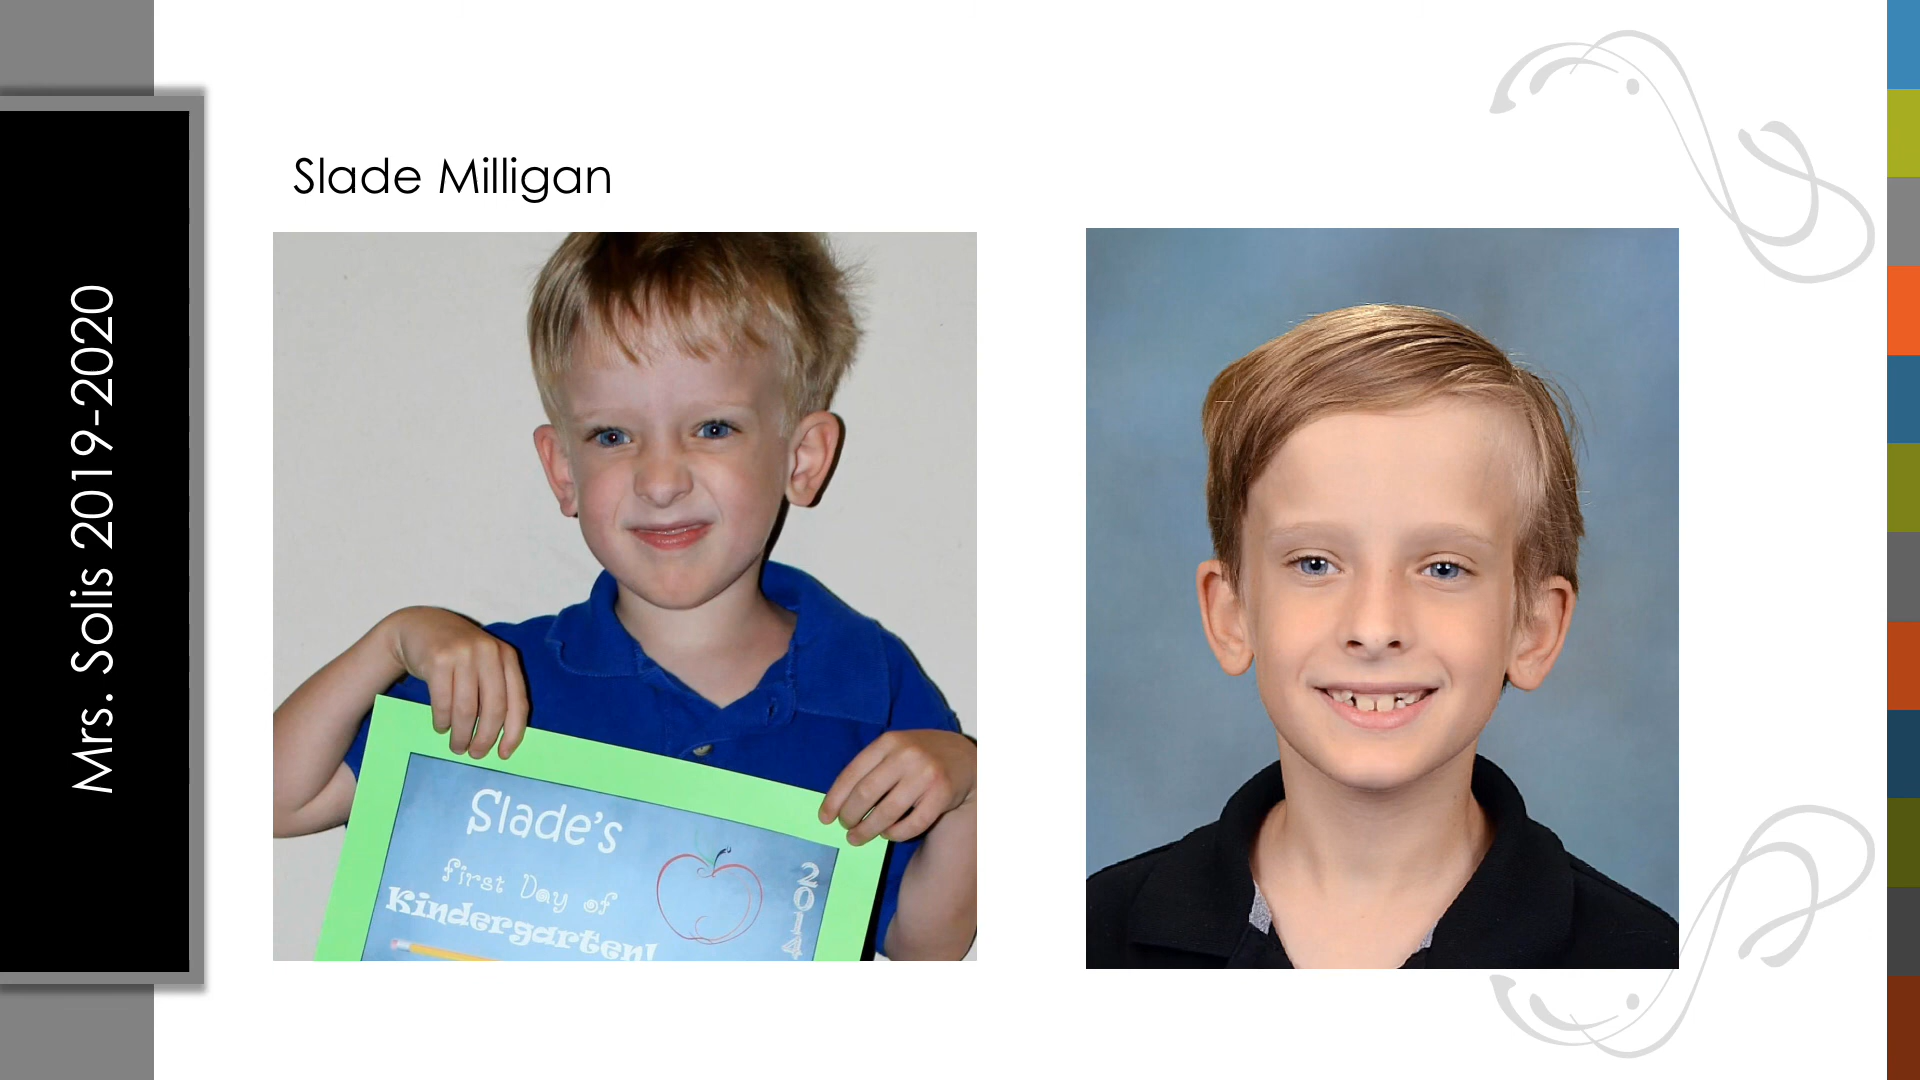 Mrs. Solis 2019-2020
Slade Milligan
Slade's
first Day of
Kindergarten!
2014